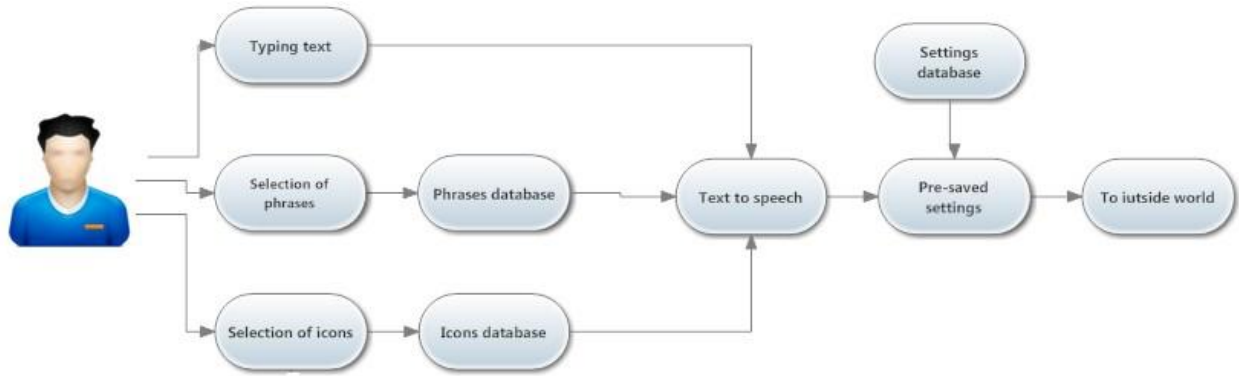 Typing text
Settings
database
Selection of
phrases
Phrases database
Text to speech
Pre-saved
settings
To iutside world
Selection of icons
Icons database